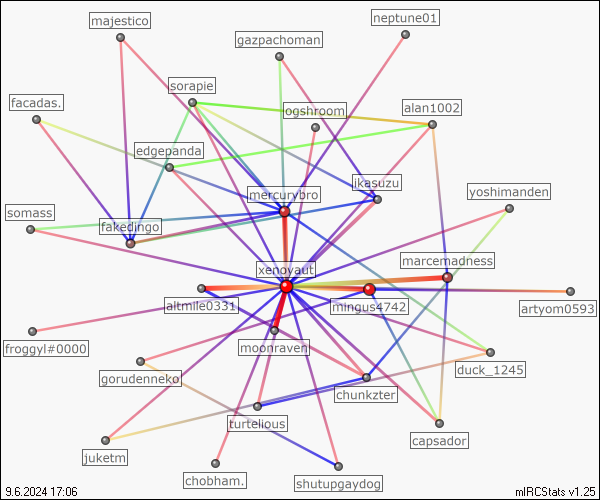 neptune01
majestico
gazpachoman
sorapie
facadas.
ogshroom
alan1002
edgepanda
ikasuzu
mercurybro
yoshimanden
somass
fakedingo
marcemadness
xenoyaut
altmile0331
mingus4742
artyom0593
froggyl#0000
moonraven
duck_1245
gorudenneko
chunkzter
turtelious
capsador
juketm
chobham.
shutupgaydog
9.6.2024 17:06
mIRCStats v1.25